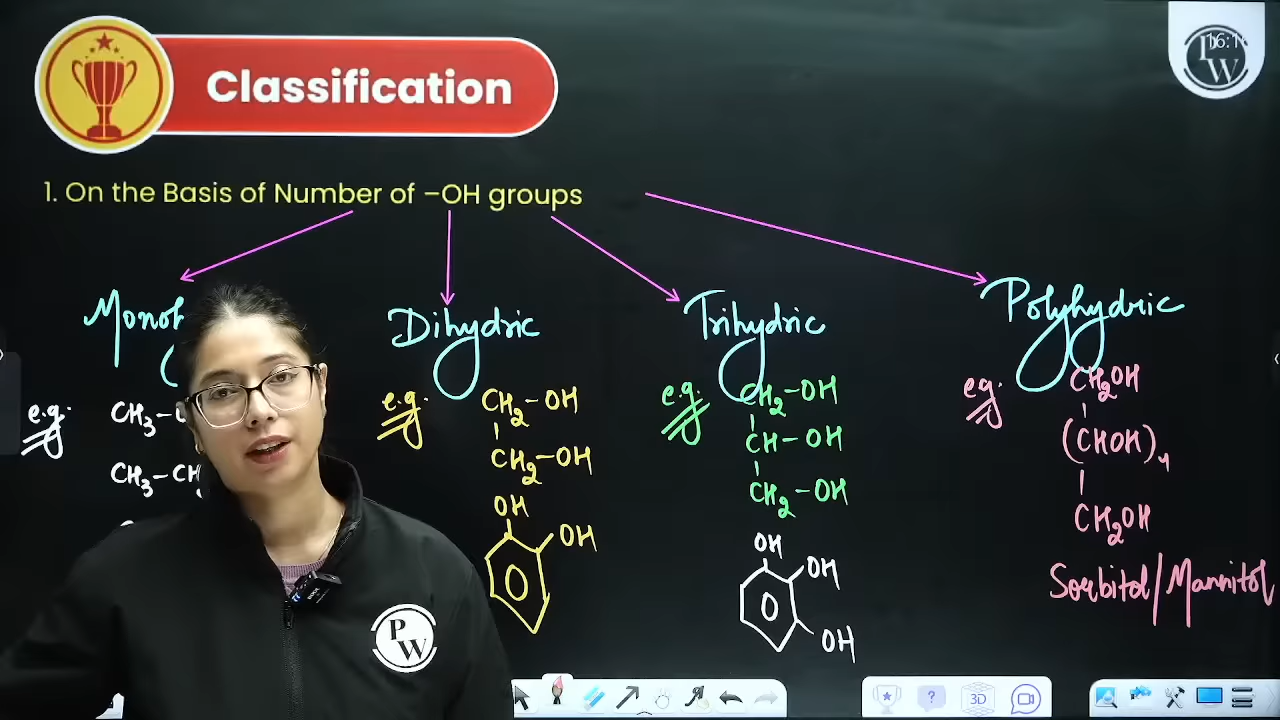 Classification
1. On the Basis of Number of –OH groups
Dihydric
Trihydric
Polyhydric
e.g.
CH3-
CH3-
e.g.
CH2-OH
CH2-OH
OH
OH
e.g.
CH2-OH
CH-OH
CH2-OH
OH
OH
OH
e.g.
CH2OH
(CHOH)4
CH2OH
Sorbitol/Mannitol
PW
3D